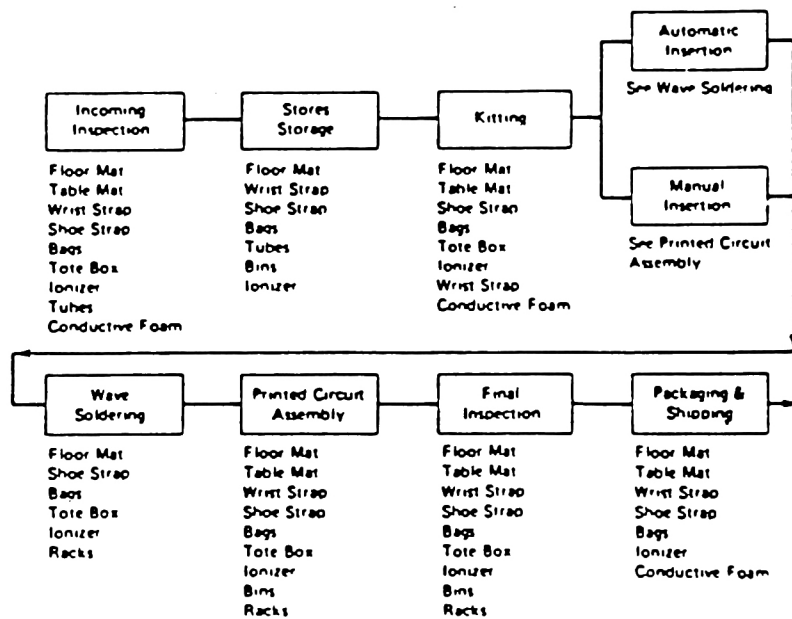 Automatic
Insertion
See Wave Soldering
Incoming
Inspection
Floor Mat
Table Mat
Wrist Strap
Shoe Strap
Bags
Tote Box
Ionizer
Tubes
Conductive Foam
Stores
Storage
Floor Mat
Wrist Strap
Shoe Strap
Bags
Tubes
Bins
Ionizer
Kitting
Floor Mat
Table Mat
Shoe Strap
Bags
Tote Box
Ionizer
Wrist Strap
Conductive Foam
Manual
Insertion
See Printed Circuit
Assembly
Wave
Soldering
Floor Mat
Shoe Strap
Bags
Tote Box
Ionizer
Racks
Printed Circuit
Assembly
Floor Mat
Table Mat
Wrist Strap
Shoe Strap
Bags
Tote Box
Ionizer
Bins
Racks
Final
Inspection
Floor Mat
Table Mat
Wrist Strap
Shoe Strap
Bags
Tote Box
Ionizer
Bins
Racks
Packaging &
Shipping
Floor Mat
Table Mat
Wrist Strap
Shoe Strap
Bags
Ionizer
Conductive Foam